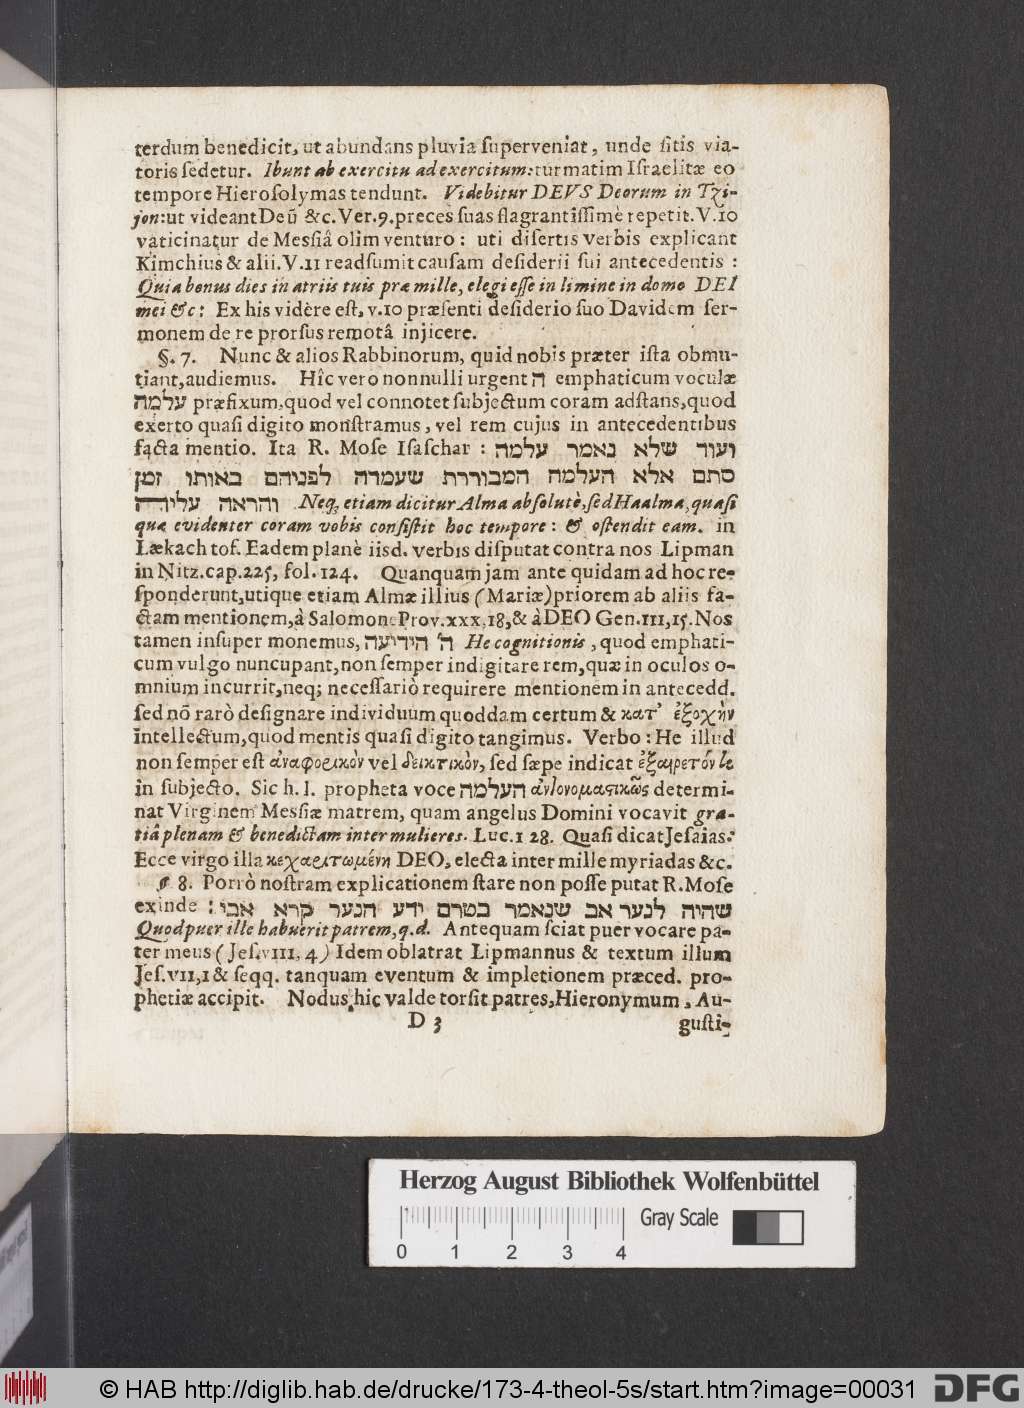 terdum benedicit, ut abundans pluvia ſuperveniat, unde ſitis via-
toris ſedetur. Ibunt ab exercitu ad exercitum: turmatim Iſraelitæ eo
tempore Hieroſolymas tendunt. Videbitur DEVS Deorum in Tzi-
jon: ut videant Deũ &c. Ver. 9. preces ſuas flagrantiſſimè repetit. V. 10
vaticinatur de Meſſiâ olim venturo: uti diſertis verbis explicant
Kimchius & alii. V. 11 readſumit cauſam deſiderii ſui antecedentis:
Quia bonus dies in atriis tuis præ mille, elegi eſſe in limine in domo DEI
mei &c: Ex his vidère eſt, v. 10 præſenti deſiderio ſuo Davidem ſer-
monem de re prorſus remotâ injicere.
§. 7. Nunc & alios Rabbinorum, quid nobis præter iſta obmu-
tiant, audiemus. Hîc vero nonnulli urgent ה emphaticum voculæ
עלמה præfixum, quod vel connotet ſubjectum coram adſtans, quod
exerto quaſi digito monſtramus, vel rem cujus in antecedentibus
facta mentio. Ita R. Moſe Iſaſchar: ועוד שלא נאמר עלמה
סתם אלא העלמה המבוררת שעמדה לפניהם באותו זמן
והראה עליה Neq; etiam dicitur Alma abſolutè, ſed Haalma, quaſi
quæ evidenter coram vobis conſiſtit hoc tempore: & oſtendit eam. in
Lækach tof. Eadem planè iisd. verbis diſputat contra nos Lipman
in Nitz. cap. 225, fol. 124. Quanquam jam ante quidam ad hoc re-
ſponderunt, utique etiam Almæ illius (Mariæ) priorem ab aliis fa-
ctam mentionem, à Salomone Prov. xxx, 18, & à DEO Gen. III, 15. Nos
tamen inſuper monemus, ה' הידיעה He cognitionis, quod emphati-
cum vulgo nuncupant, non ſemper indigitare rem, quæ in oculos o-
mnium incurrit, neq; neceſſariò requirere mentionem in antecedd.
ſed nõ rarò deſignare individuum quoddam certum & κατ' ἐξοχὴν
intellectum, quod mentis quaſi digito tangimus. Verbo: He illud
non ſemper eſt ἀναφορικὸν vel δεικτικὸν, ſed ſæpe indicat ἐξαιρετόν τε
in ſubjecto. Sic h. l. propheta voce העלמה ἀντονομαστικῶς determi-
nat Virginem Meſſiæ matrem, quam angelus Domini vocavit gra-
tiâ plenam & benedictam inter mulieres. Luc. 1 28. Quaſi dicat Jeſaias:
Ecce virgo illa κεχαριτωμένη DEO, electa inter mille myriadas &c.
§ 8. Porrò noſtram explicationem ſtare non poſſe putat R. Moſe
exinde: שהיה לנער אב שנאמר בטרם ידע הנער קרא אבי
Quod puer ille habuerit patrem, q. d. Antequam ſciat puer vocare pa-
ter meus (Jeſ. VIII, 4) Idem oblatrat Lipmannus & textum illum
Jeſ. VII, 1 & ſeqq. tanquam eventum & impletionem præced. pro-
phetiæ accipit. Nodus hic valde torſit patres, Hieronymum, Au-
D 3 guſti-
Herzog August Bibliothek Wolfenbüttel
Gray Scale
0 1 2 3 4
© HAB http://diglib.hab.de/drucke/173-4-theol-5s/start.htm?image=00031 DFG